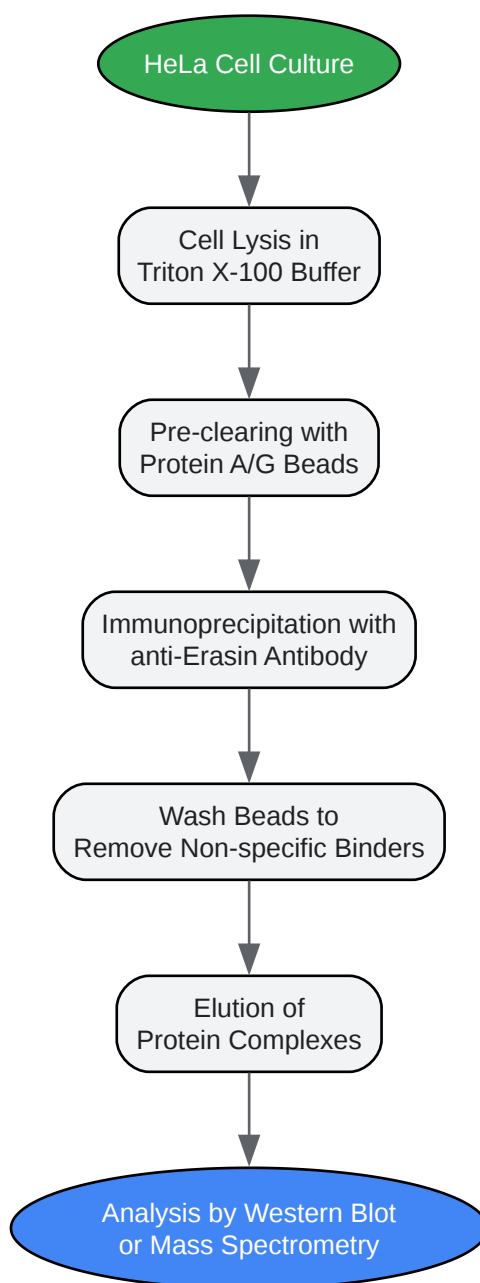 HeLa Cell Culture
Cell Lysis in
Triton X-100 Buffer
Pre-clearing with
Protein A/G Beads
Immunoprecipitation with
anti-Erasin Antibody
Wash Beads to
Remove Non-specific Binders
Elution of
Protein Complexes
Analysis by Western Blot
or Mass Spectrometry